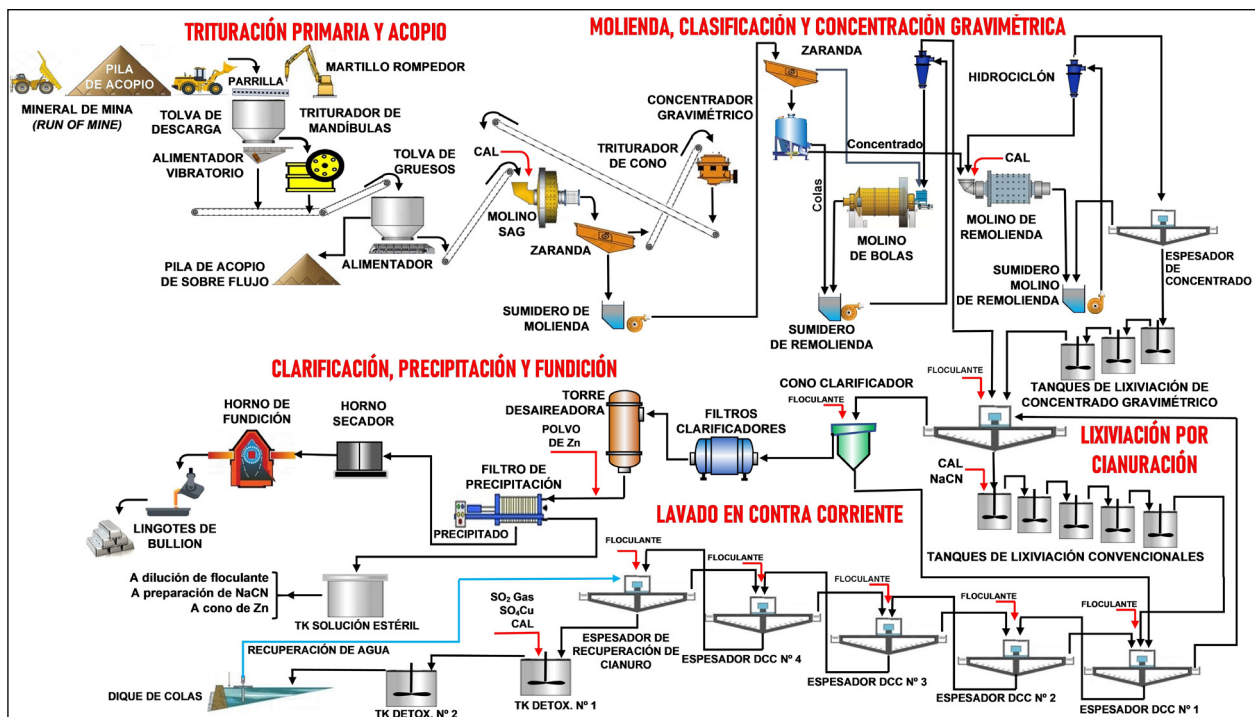 TRITURACIÓN PRIMARIA Y ACOPIO
PILA
DE ACOPIO
PARRILLA
MARTILLO ROMPEDOR
MINERAL DE MINA
(RUN OF MINE)
TOLVA DE
DESCARGA
TRITURADOR DE
MANDÍBULAS
ALIMENTADOR
VIBRATORIO
TOLVA DE
GRUESOS
PILA DE ACOPIO
DE SOBRE FLUJO
ALIMENTADOR
MOLIENDA, CLASIFICACIÓN Y CONCENTRACIÓN GRAVIMÉTRICA
CAL
MOLINO
SAG
ZARANDA
SUMIDERO DE
MOLIENDA
CONCENTRADOR
GRAVIMÉTRICO
TRITURADOR
DE CONO
ZARANDA
Concentrado
Colas
MOLINO
DE BOLAS
SUMIDERO
DE REMOLIENDA
HIDROCICLÓN
CAL
MOLINO DE
REMOLIENDA
SUMIDERO
MOLINO
DE REMOLIENDA
ESPESADOR
DE
CONCENTRADO
TANQUES DE LIXIVIACIÓN DE
CONCENTRADO GRAVIMÉTRICO
LIXIVIACIÓN POR
CIANURACIÓN
FLOCULANTE
CAL
NaCN
TANQUES DE LIXIVIACIÓN CONVENCIONALES
CLARIFICACIÓN, PRECIPITACIÓN Y FUNDICIÓN
CONO CLARIFICADOR
FLOCULANTE
FILTROS
CLARIFICADORES
TORRE
DESAIREADORA
POLVO
DE Zn
FILTRO DE
PRECIPITACIÓN
PRECIPITADO
HORNO
SECADOR
HORNO DE
FUNDICIÓN
LINGOTES DE
BULLION
A dilución de floculante
A preparación de NaCN
A cono de Zn
TK SOLUCIÓN ESTÉRIL
LAVADO EN CONTRA CORRIENTE
FLOCULANTE
FLOCULANTE
FLOCULANTE
FLOCULANTE
FLOCULANTE
ESPESADOR DE
RECUPERACIÓN DE
CIANURO
ESPESADOR DCC Nº 4
ESPESADOR DCC Nº 3
ESPESADOR DCC Nº 2
ESPESADOR DCC Nº 1
SO₂ Gas
SO₄Cu
CAL
RECUPERACIÓN DE AGUA
DIQUE DE COLAS
TK DETOX. Nº 2
TK DETOX. Nº 1